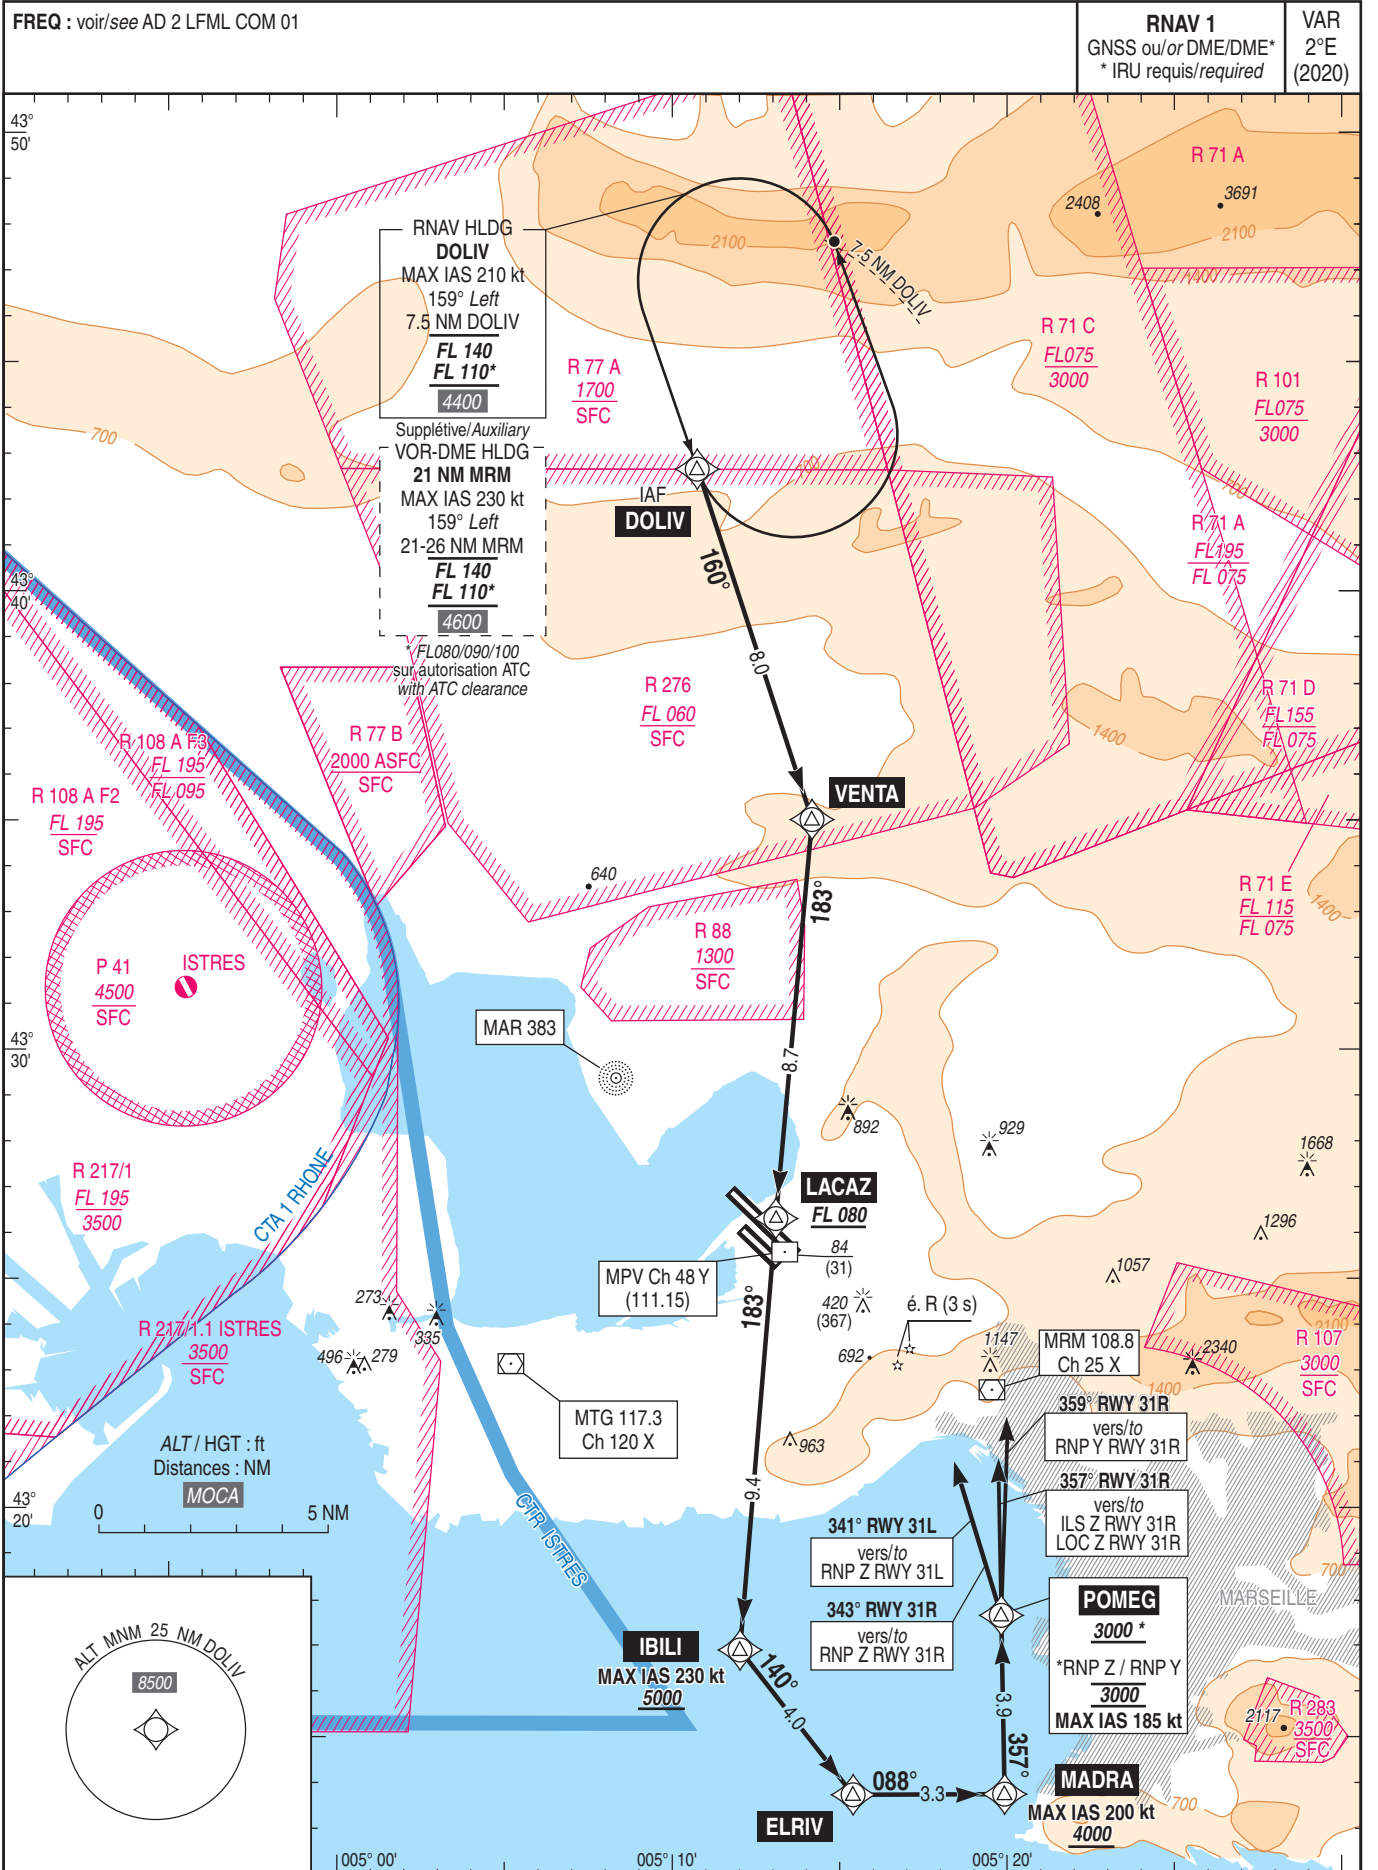 FREQ : voir/see AD 2 LFML COM 01
RNAV 1
GNSS ou/or DME/DME*
* IRU requis/required
VAR
2°E
(2020)
43°
50'
R 71 A
2408
3691
2100
2100
1400
RNAV HLDG
DOLIV
MAX IAS 210 kt
159° Left
7.5 NM DOLIV
FL 140
FL 110*
4400
7.5 NM DOLIV
R 71 C
FL075
3000
R 77 A
1700
SFC
R 101
FL075
3000
700
Supplétive/Auxiliary
VOR-DME HLDG
21 NM MRM
MAX IAS 230 kt
159° Left
21-26 NM MRM
FL 140
FL 110*
4600
* FL080/090/100
sur autorisation ATC
with ATC clearance
700
700
IAF
DOLIV
160°
8.0
R 71 A
FL195
FL 075
43°
40'
R 276
FL 060
SFC
R 71 D
FL155
FL 075
1400
R 77 B
2000 ASFC
SFC
R 108 A F3
FL 195
FL 095
R 108 A F2
FL 195
SFC
VENTA
640
183°
R 71 E
FL 115
FL 075
1400
R 88
1300
SFC
P 41
4500
SFC
ISTRES
MAR 383
43°
30'
8.7
892
929
1668
R 217/1
FL 195
3500
CTA 1 RHONE
LACAZ
FL 080
1296
84
(31)
1057
MPV Ch 48 Y
(111.15)
183°
420
(367)
é. R (3 s)
273
335
R 217/1.1 ISTRES
3500
SFC
496
279
692
1147
MRM 108.8
Ch 25 X
2340
2100
R 107
3000
SFC
1400
MTG 117.3
Ch 120 X
359° RWY 31R
vers/to
RNP Y RWY 31R
ALT / HGT : ft
Distances : NM
MOCA
0
5 NM
963
9.4
357° RWY 31R
vers/to
ILS Z RWY 31R
LOC Z RWY 31R
43°
20'
CTR ISTRES
341° RWY 31L
vers/to
RNP Z RWY 31L
700
MARSEILLE
343° RWY 31R
vers/to
RNP Z RWY 31R
POMEG
3000 *
*RNP Z / RNP Y
3000
MAX IAS 185 kt
ALT MNM 25 NM DOLIV
8500
IBILI
MAX IAS 230 kt
5000
140°
4.0
3.9
357°
2117
R 283
3500
SFC
088°
3.3
ELRIV
MADRA
MAX IAS 200 kt
4000
700
005° 00'
005° 10'
005° 20'